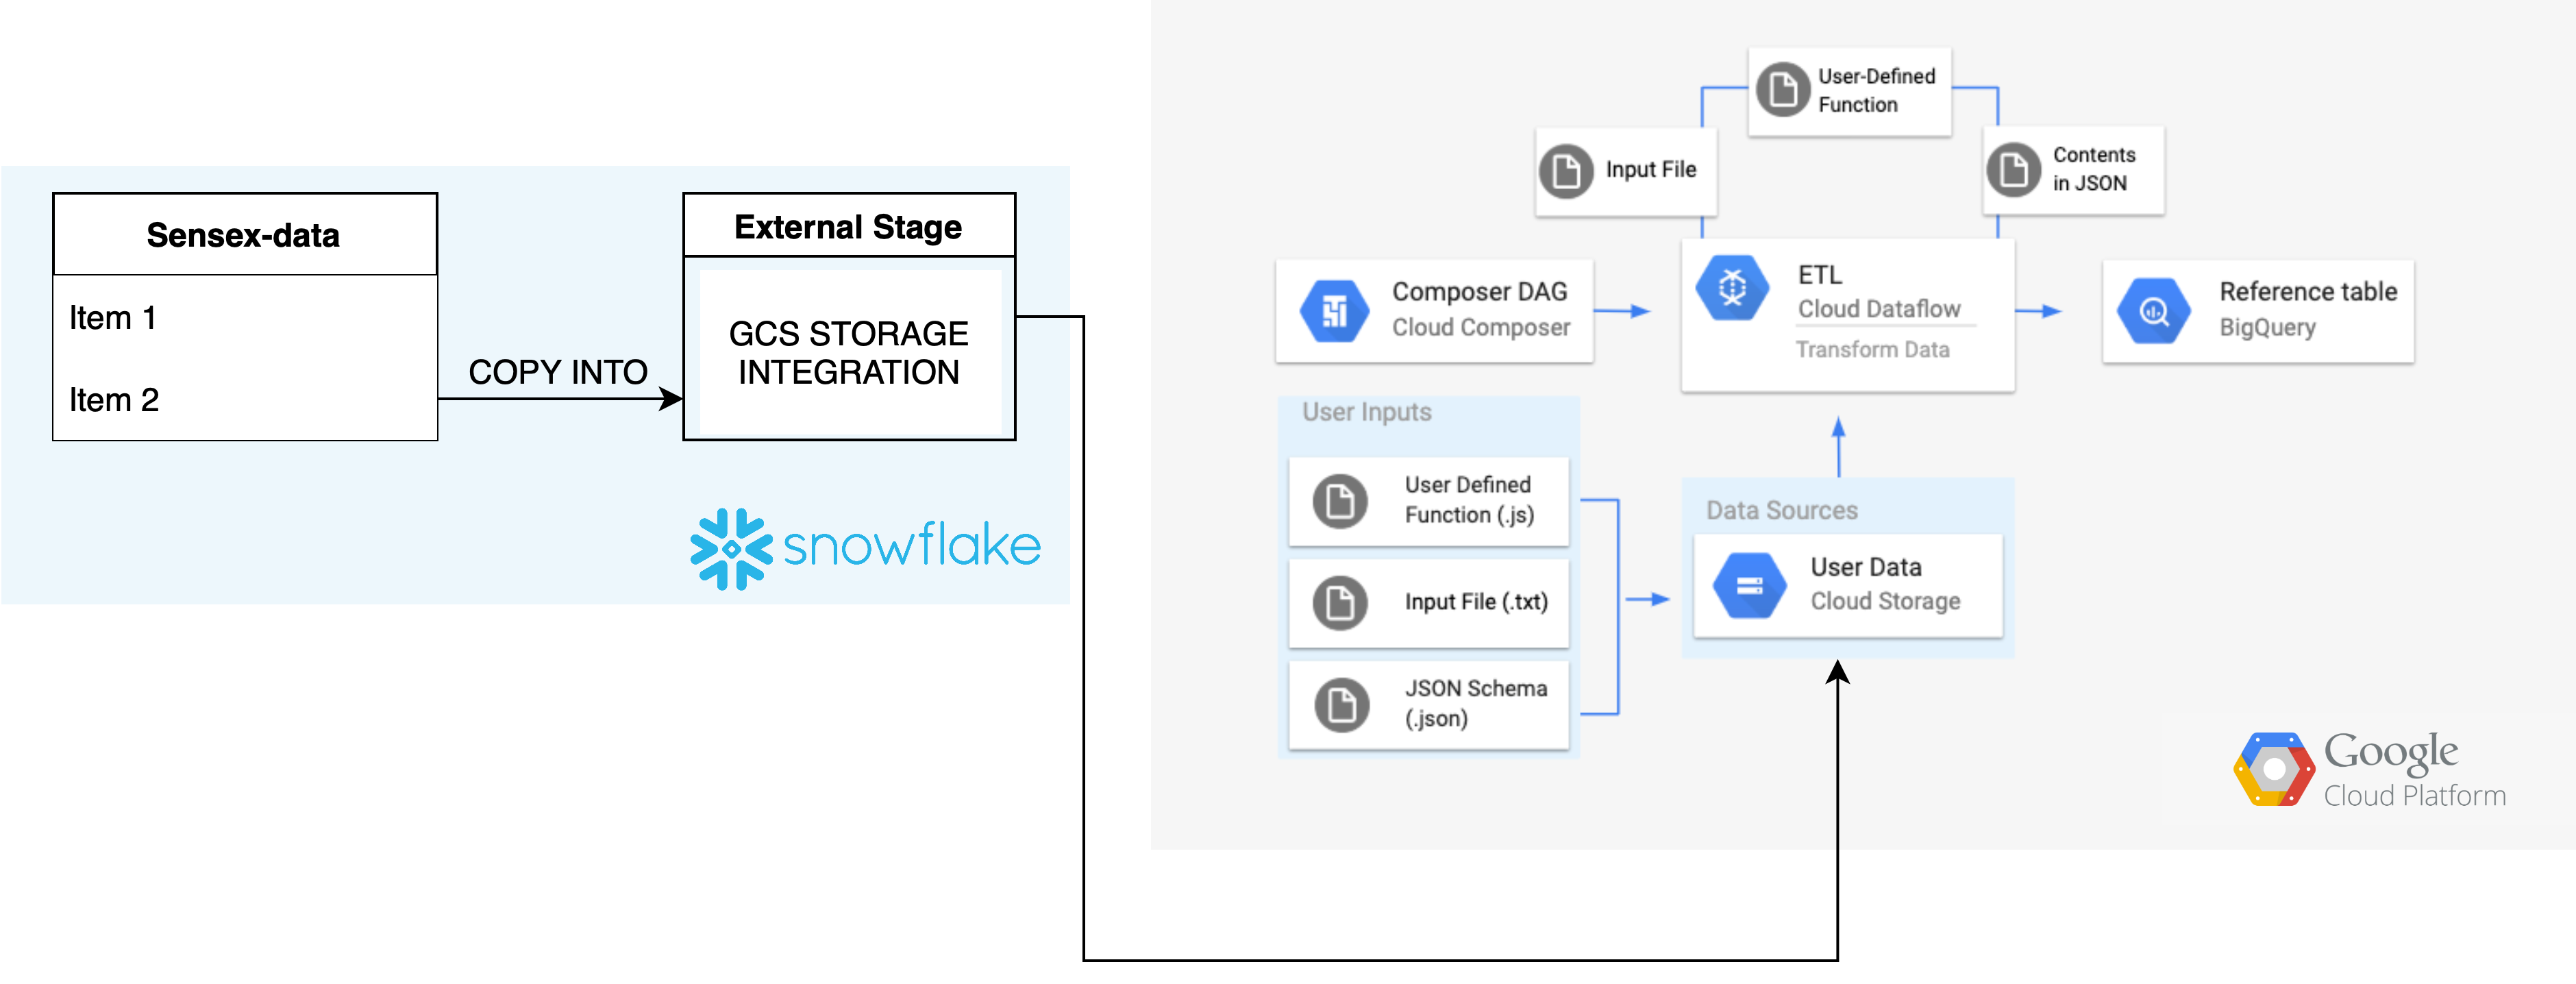 Sensex-data
Item 1
Item 2
COPY INTO
External Stage
GCS STORAGE
INTEGRATION
snowflake
User-Defined
Function
Input File
Contents
in JSON
Composer DAG
Cloud Composer
ETL
Cloud Dataflow
Transform Data
Reference table
BigQuery
User Inputs
User Defined
Function (.js)
Input File (.txt)
JSON Schema
(.json)
Data Sources
User Data
Cloud Storage
Google
Cloud Platform